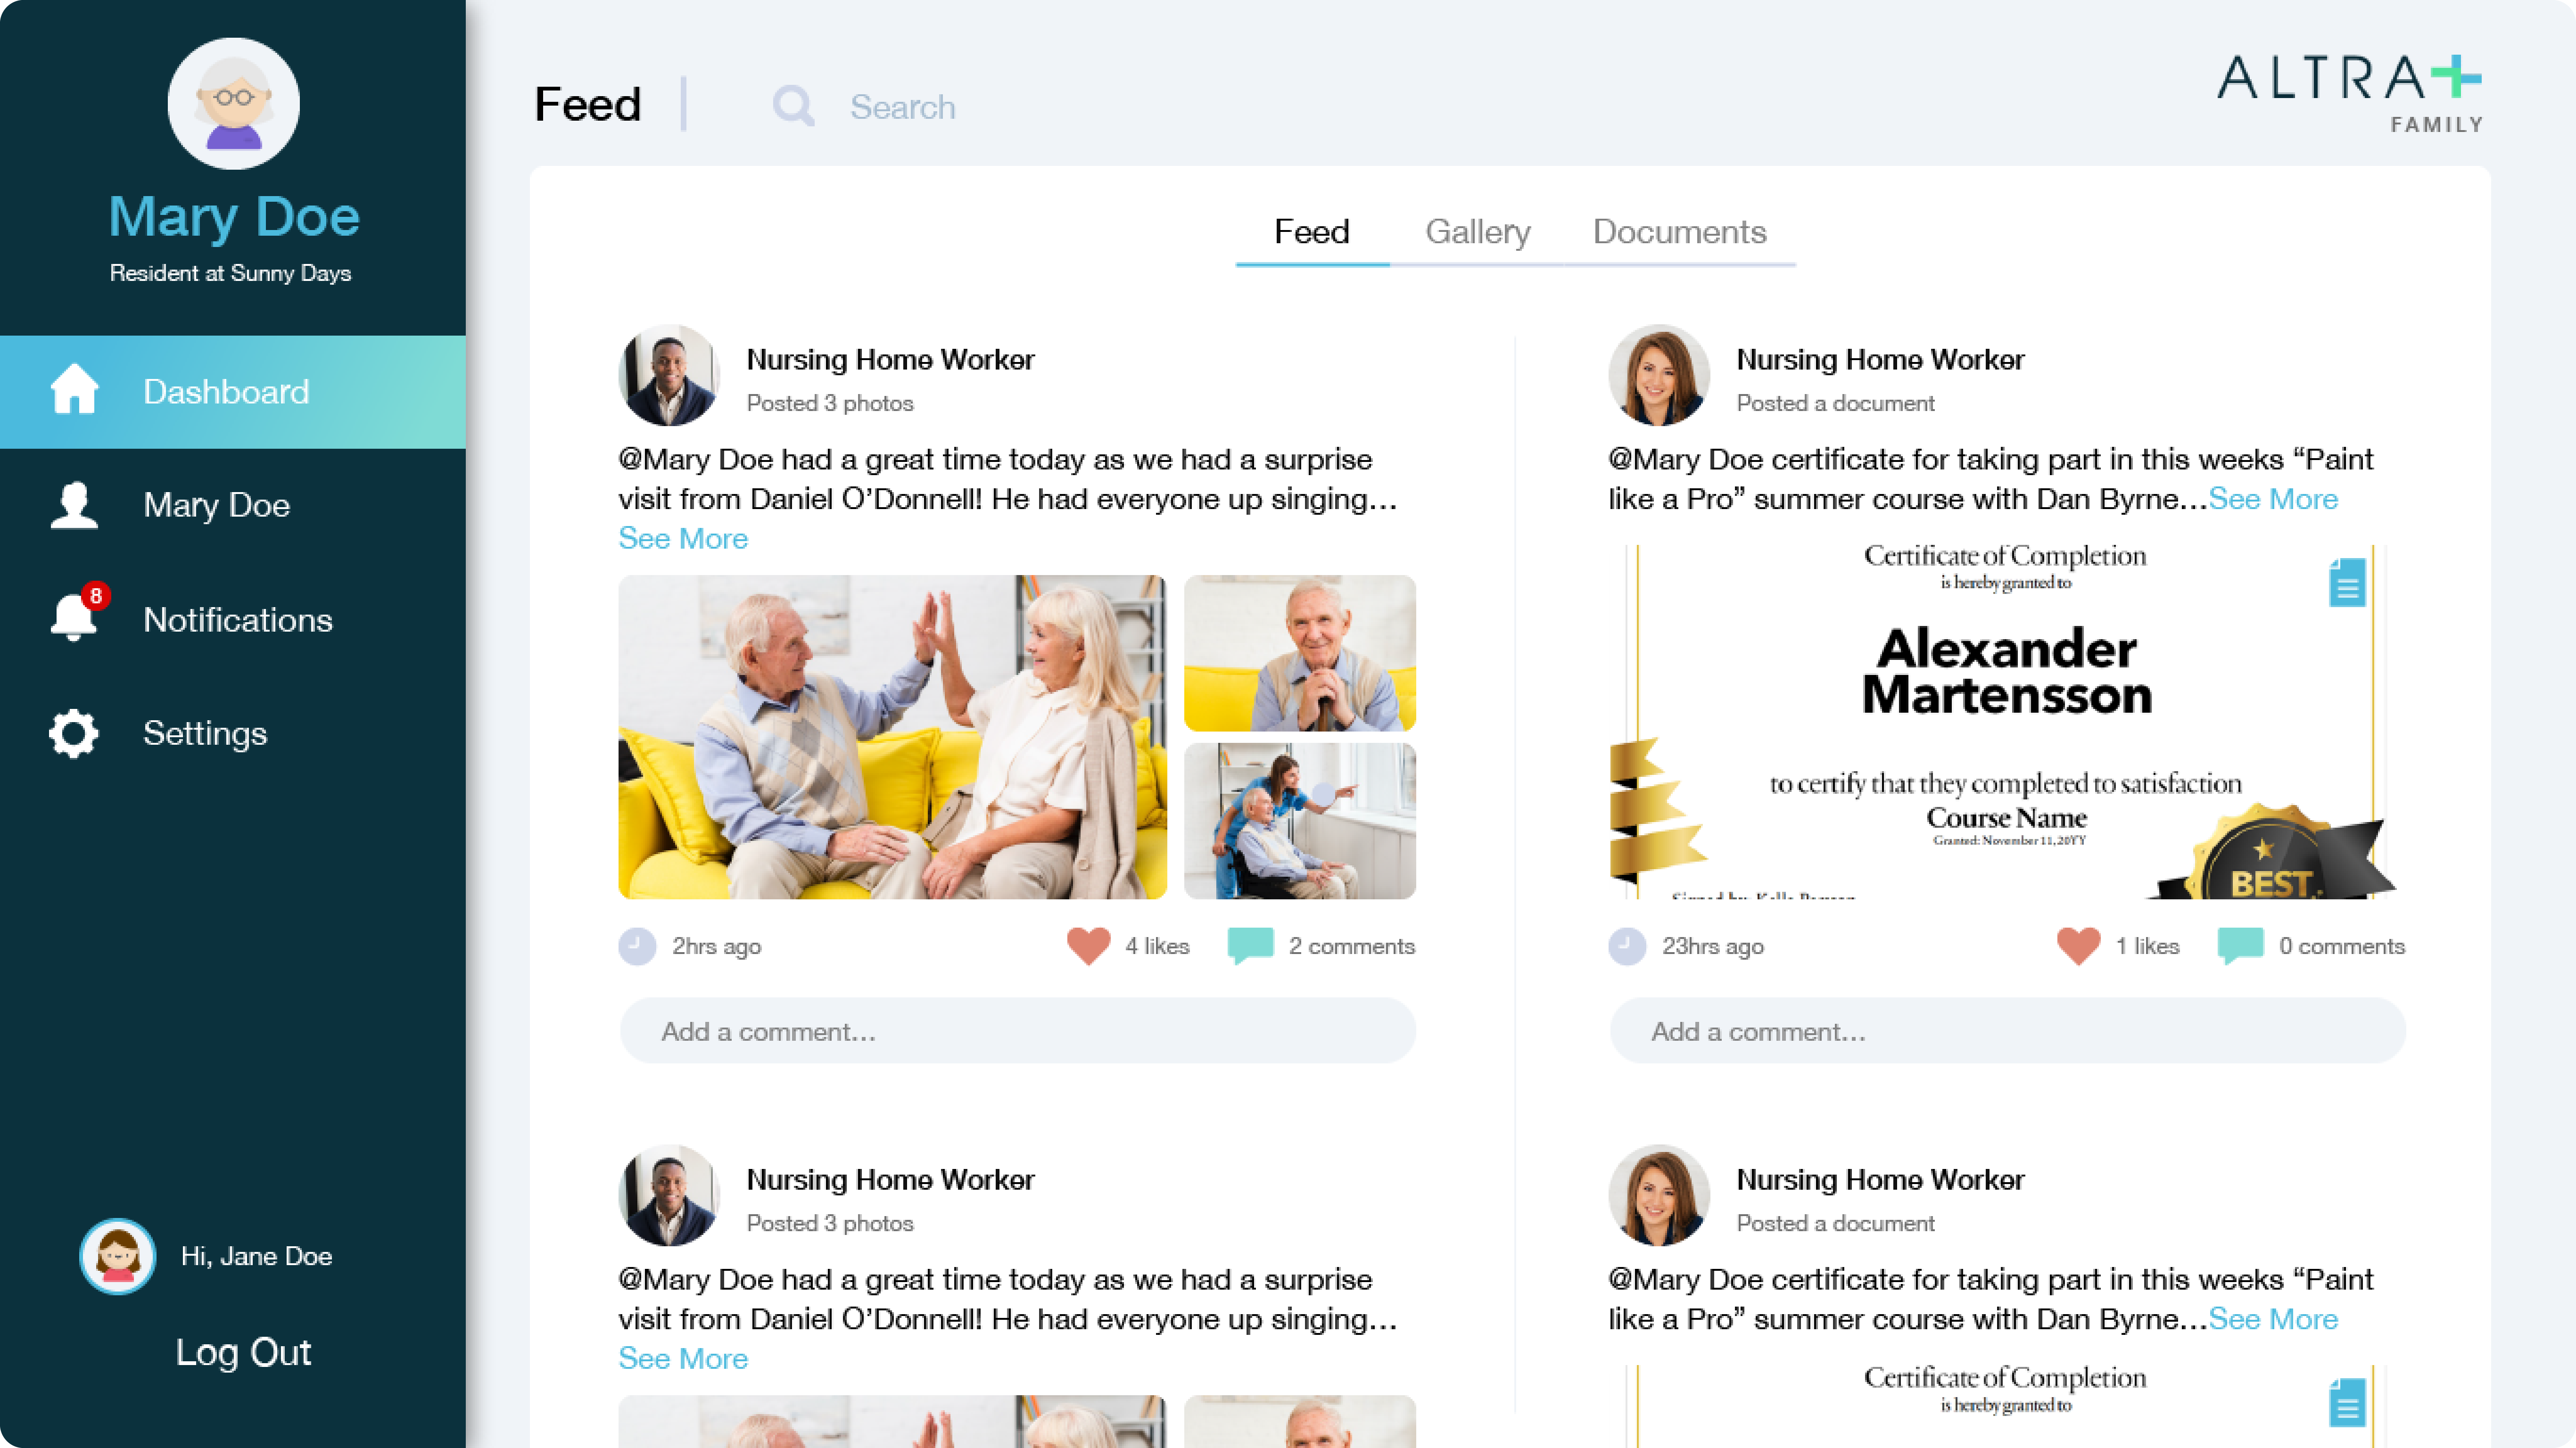 Mary Doe
Resident at Sunny Days
Dashboard
Mary Doe
8
Notifications
Settings
Hi, Jane Doe
Log Out
Feed
Search
ALTRA
FAMILY
Feed Gallery Documents
Nursing Home Worker
Posted 3 photos
@Mary Doe had a great time today as we had a surprise
visit from Daniel O’Donnell! He had everyone up singing...
See More
2hrs ago 4 likes 2 comments
Add a comment...
Nursing Home Worker
Posted 3 photos
@Mary Doe had a great time today as we had a surprise
visit from Daniel O’Donnell! He had everyone up singing...
See More
Nursing Home Worker
Posted a document
@Mary Doe certificate for taking part in this weeks “Paint
like a Pro” summer course with Dan Byrne...See More
Certificate of Completion
is hereby granted to
Alexander
Martensson
to certify that they completed to satisfaction
Course Name
Granted: November 11, 20YY
BEST
23hrs ago 1 likes 0 comments
Add a comment...
Nursing Home Worker
Posted a document
@Mary Doe certificate for taking part in this weeks “Paint
like a Pro” summer course with Dan Byrne...See More
Certificate of Completion
is hereby granted to